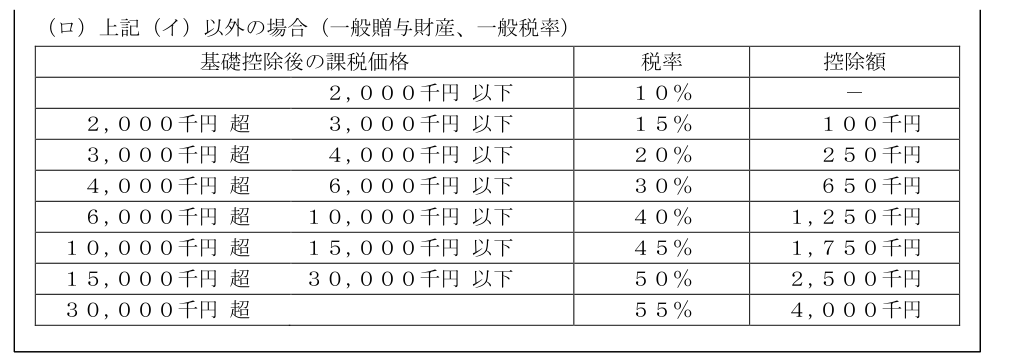 （ロ）上記（イ）以外の場合（一般贈与財産、一般税率）
基礎控除後の課税価格 税率 控除額
２,０００千円 以下 １０％ －
２,０００千円 超 ３,０００千円 以下 １５％ １００千円
３,０００千円 超 ４,０００千円 以下 ２０％ ２５０千円
４,０００千円 超 ６,０００千円 以下 ３０％ ６５０千円
６,０００千円 超 １０,０００千円 以下 ４０％ １,２５０千円
１０,０００千円 超 １５,０００千円 以下 ４５％ １,７５０千円
１５,０００千円 超 ３０,０００千円 以下 ５０％ ２,５００千円
３０,０００千円 超 ５５％ ４,０００千円